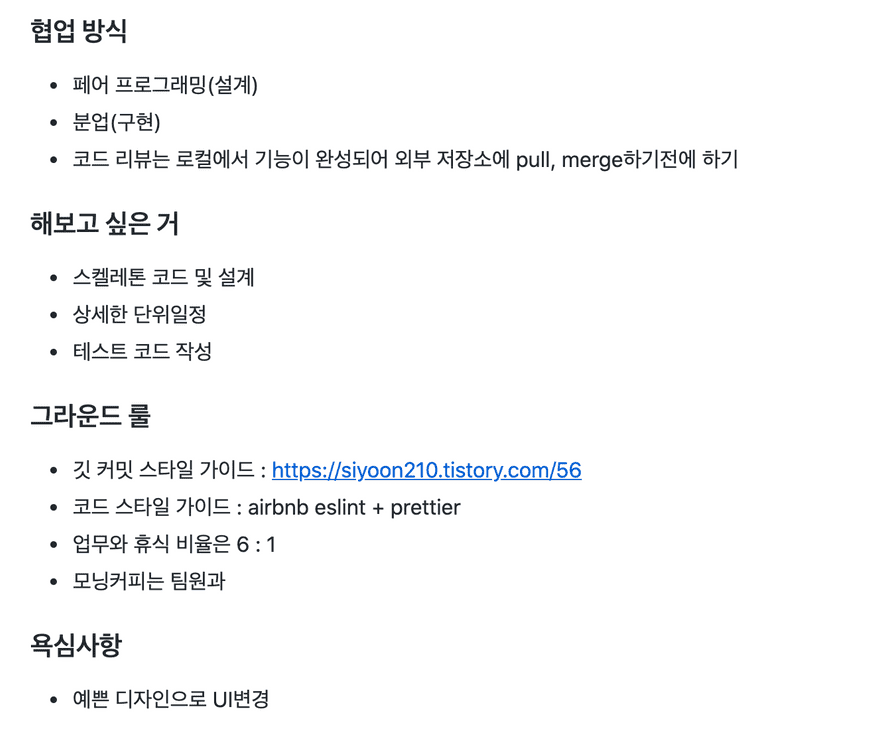 협업 방식
페어 프로그래밍(설계)
분업(구현)
코드 리뷰는 로컬에서 기능이 완성되어 외부 저장소에 pull, merge하기전에 하기
해보고 싶은 거
스켈레톤 코드 및 설계
상세한 단위일정
테스트 코드 작성
그라운드 룰
깃 커밋 스타일 가이드 : https://siyoon210.tistory.com/56
코드 스타일 가이드 : airbnb eslint + prettier
업무와 휴식 비율은 6 : 1
모닝커피는 팀원과
욕심사항
예쁜 디자인으로 UI변경